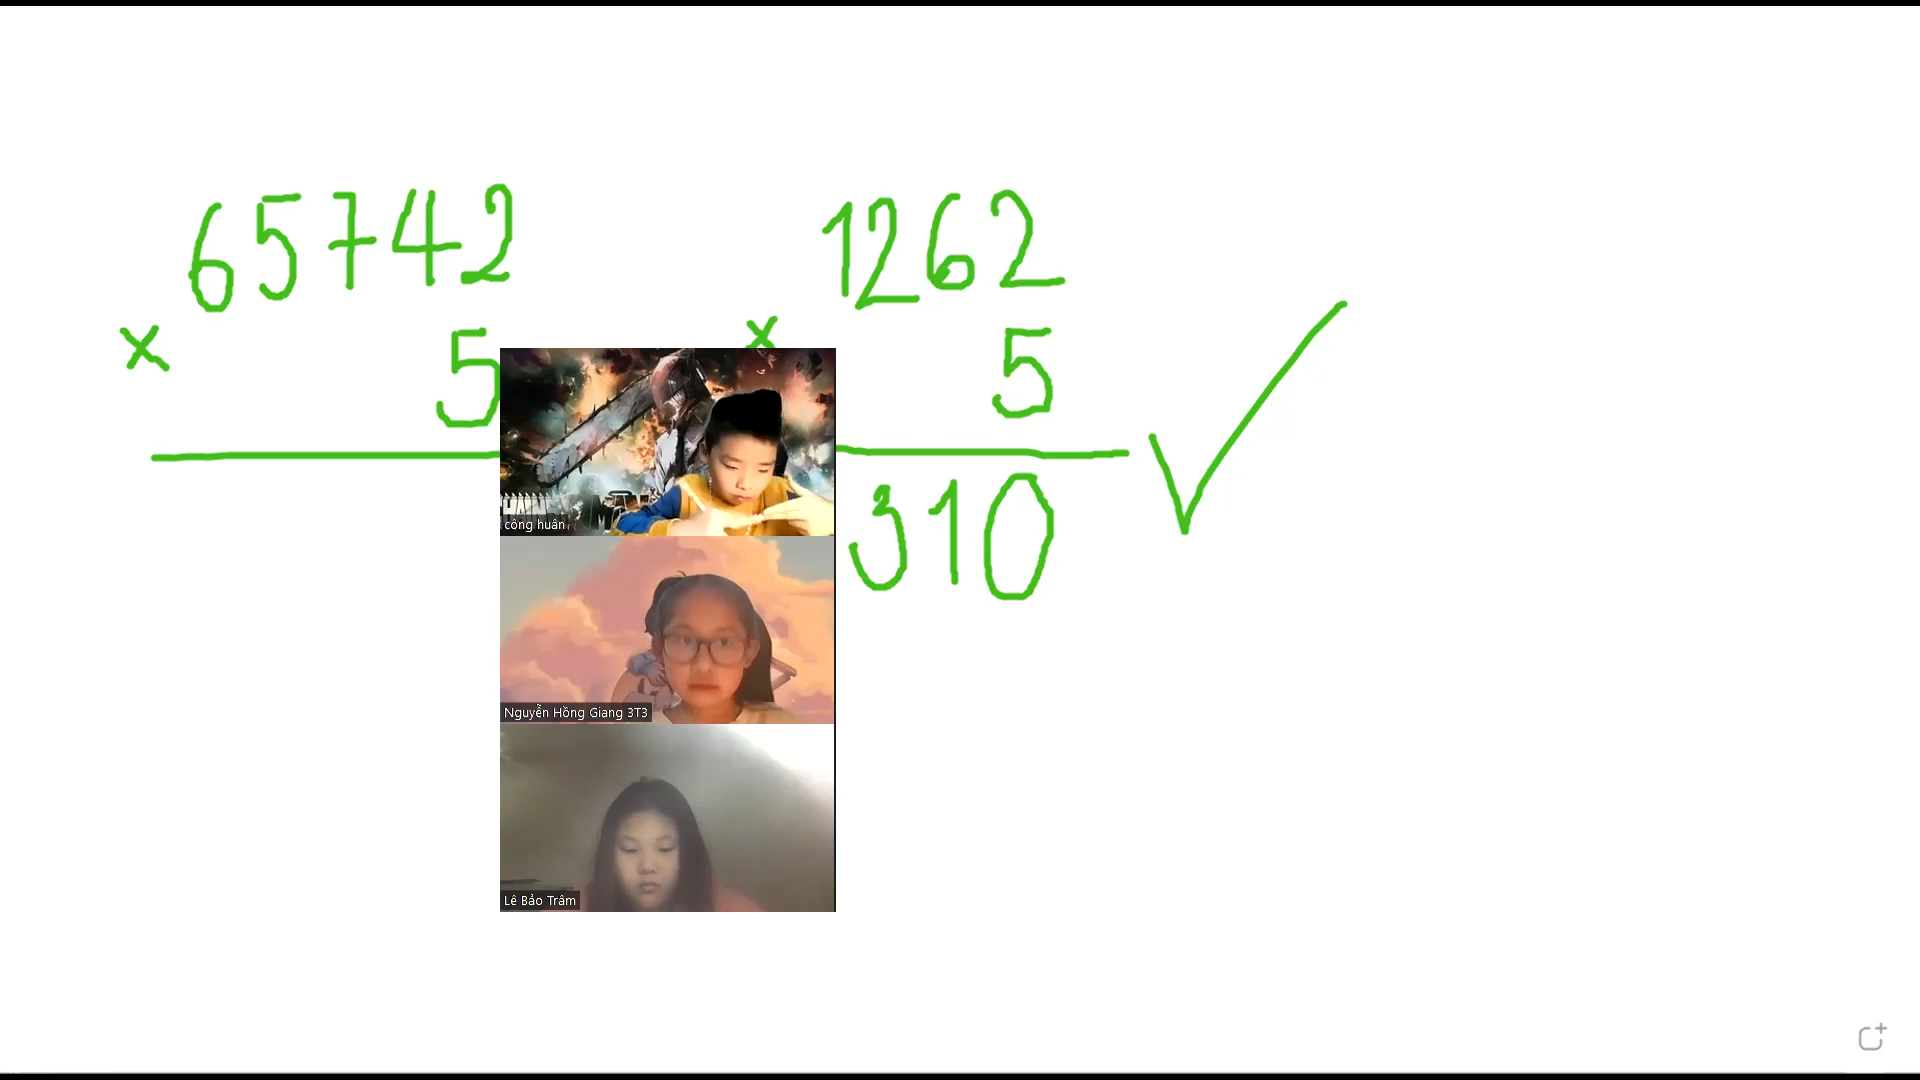 65742
x 5
1262
x 5
310
công huân
Nguyễn Hồng Giang 3T3
Lê Bảo Trâm